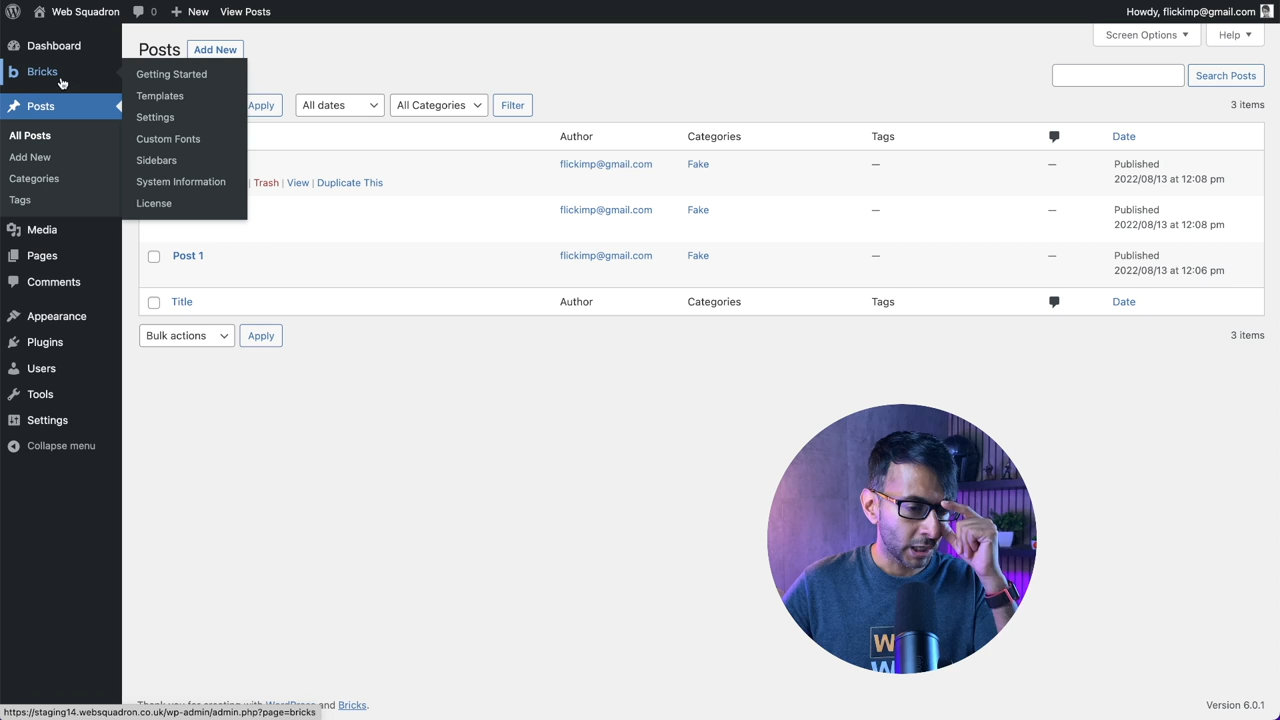 Web Squadron
0
New
View Posts
Howdy, flickimp@gmail.com
Dashboard
Bricks
Posts
All Posts
Add New
Categories
Tags
Media
Pages
Comments
Appearance
Plugins
Users
Tools
Settings
Collapse menu
Getting Started
Templates
Settings
Custom Fonts
Sidebars
System Information
License
Posts
Add New
Screen Options
Help
Search Posts
Apply
All dates
All Categories
Filter
3 items
Author
Categories
Tags
Date
flickimp@gmail.com
Fake
—
—
Published
2022/08/13 at 12:08 pm
| Trash | View | Duplicate This
flickimp@gmail.com
Fake
—
—
Published
2022/08/13 at 12:08 pm
Post 1
flickimp@gmail.com
Fake
—
—
Published
2022/08/13 at 12:06 pm
Title
Author
Categories
Tags
Date
Bulk actions
Apply
3 items
W
Thank you for creating with WordPress and Bricks.
https://staging14.websquadron.co.uk/wp-admin/admin.php?page=bricks
Version 6.0.1